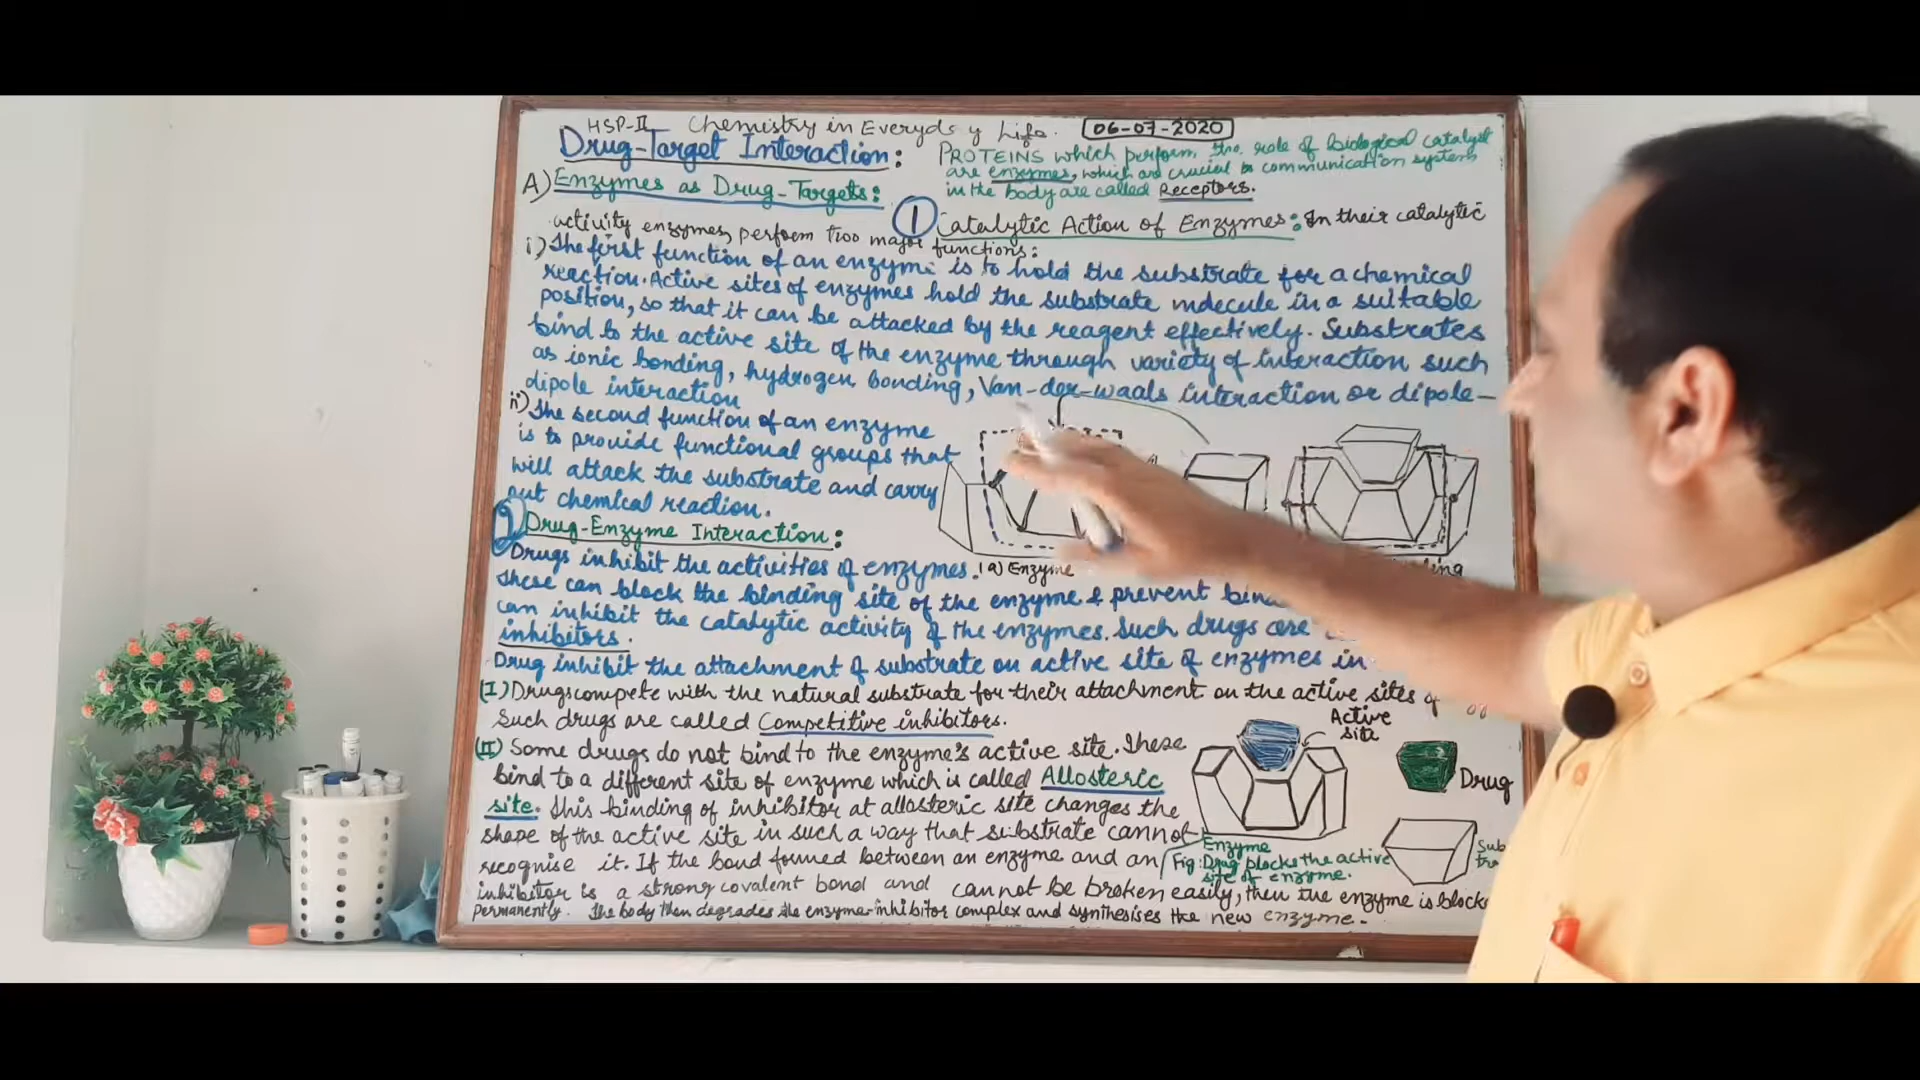 HSP-II Chemistry in Everyday Life. 06-07-2020
Drug-Target Interaction:
PROTEINS which perform the role of biological catalyst
are enzymes, which are crucial to communication system
in the body are called Receptors.
A) Enzymes as Drug-Targets:
1 Catalytic Action of Enzymes: In their catalytic
activity enzymes, perform two major functions:
i) The first function of an enzyme is to hold the substrate for a chemical
reaction. Active sites of enzymes hold the substrate molecule in a suitable
position, so that it can be attacked by the reagent effectively. Substrates
bind to the active site of the enzyme through variety of interaction such
as ionic bonding, hydrogen bonding, Van-der-waals interaction or dipole-
dipole interaction
ii) The second function of an enzyme
is to provide functional groups that
will attack the substrate and carry
out chemical reaction.
(a) Enzyme
2 Drug-Enzyme Interaction:
Drugs inhibit the activities of enzymes.
These can block the binding site of the enzyme & prevent
can inhibit the catalytic activity of the enzymes. Such drugs are
inhibitors.
Drug inhibit the attachment of substrate on active site of enzymes in
(I) Drugs compete with the natural substrate for their attachment on the active sites of
Such drugs are called Competitive inhibitors.
(II) Some drugs do not bind to the enzyme's active site. These
bind to a different site of enzyme which is called Allosteric
site. This binding of inhibitor at allosteric site changes the
shape of the active site in such a way that substrate cannot
recognise it. If the bond formed between an enzyme and an
inhibitor is a strong covalent bond and cannot be broken easily, then the enzyme is
Permanently. The body then degrades the enzyme-inhibitor complex and synthesises the new enzyme.
Active
site
Drug
Enzyme
Fig: Drug blocks the active
site of enzyme.